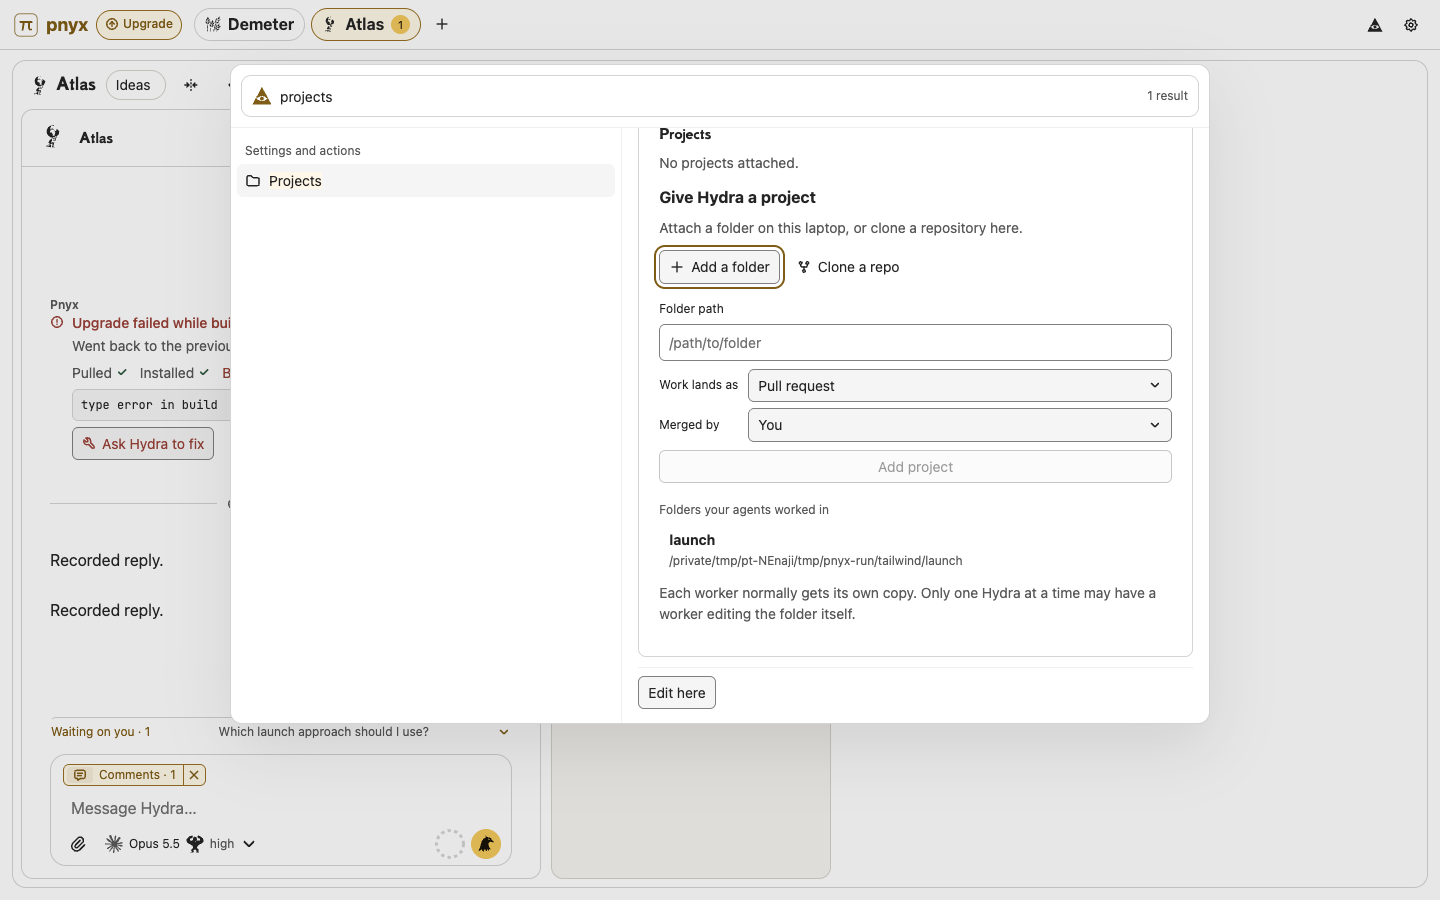 pnyx
Upgrade
Demeter
Atlas
1
Atlas
Ideas
Atlas
projects
1 result
Settings and actions
Projects
Projects
No projects attached.
Give Hydra a project
Attach a folder on this laptop, or clone a repository here.
Add a folder
Clone a repo
Folder path
/path/to/folder
Work lands as
Pull request
Merged by
You
Add project
Folders your agents worked in
launch
/private/tmp/pt-NEnaji/tmp/pnyx-run/tailwind/launch
Each worker normally gets its own copy. Only one Hydra at a time may have a
worker editing the folder itself.
Edit here
Pnyx
Upgrade failed while
Went back to the
Pulled ✓ Installed ✓
type error in build
Ask Hydra to fix
Recorded reply.
Recorded reply.
Waiting on you · 1
Which launch approach should I use?
Comments · 1
Message Hydra...
Opus 5.5
high